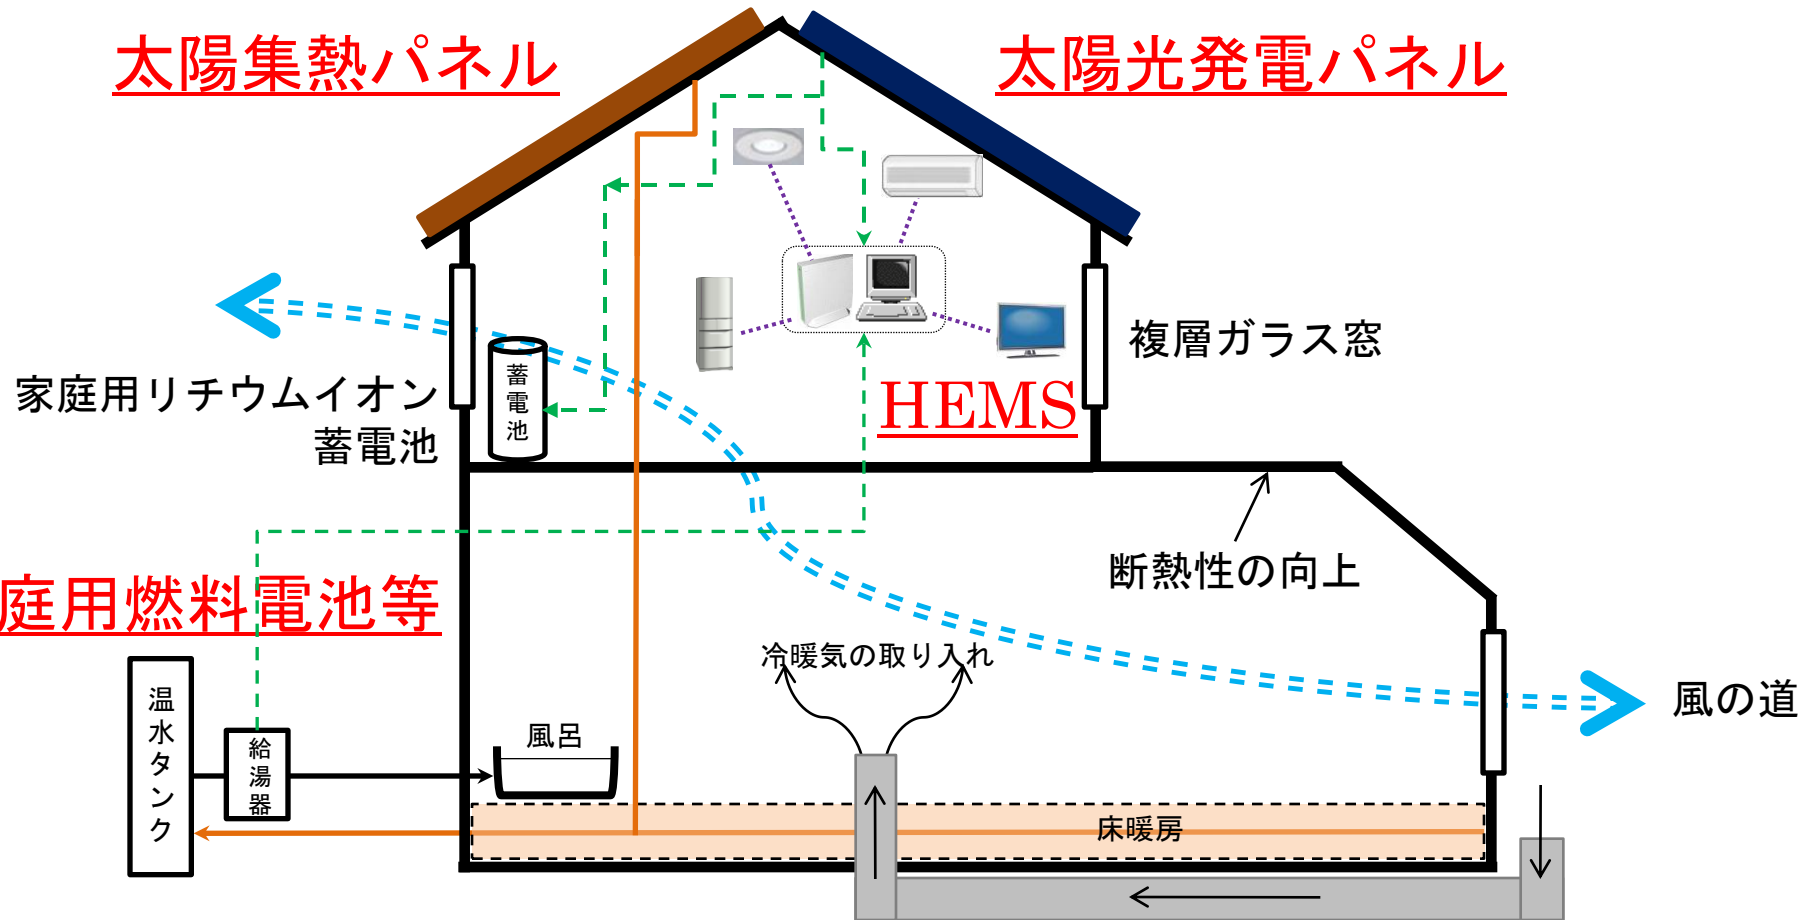 太陽集熱パネル
太陽光発電パネル
複層ガラス窓
家庭用リチウムイオン
蓄電池
蓄電池
HEMS
断熱性の向上
庭用燃料電池等
冷暖気の取り入れ
風の道
温水タンク
給湯器
風呂
床暖房